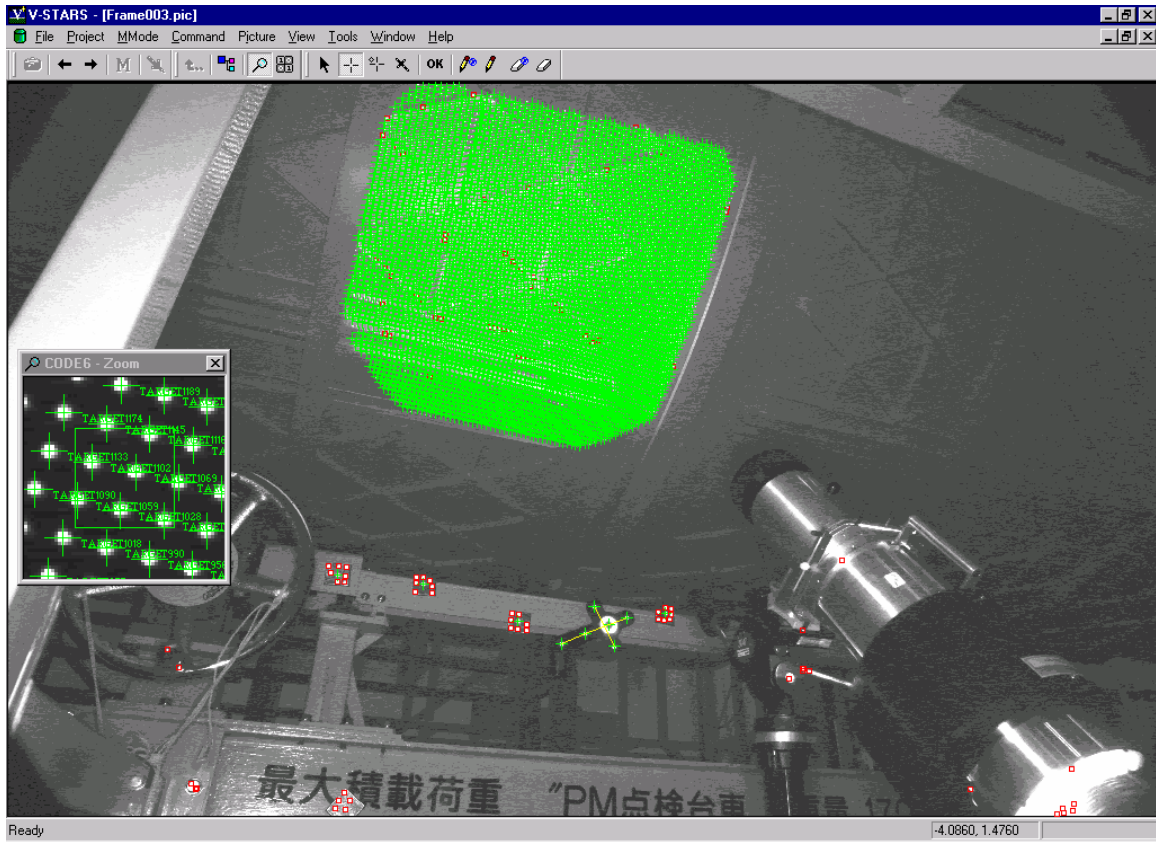 V-STARS - [Frame003.pic]
File Project MMode Command Picture View Tools Window Help
M OK
CODE6 - Zoom
TARGET1189
TARGET1174
TARGET1145
TARGET1133
TARGET1102
TARGET1069
TARGET1090
TARGET1059
TARGET1028
TARGET1018
TARGET990
最大積載荷重 "PM点検台車
Ready
-4.0860, 1.4760